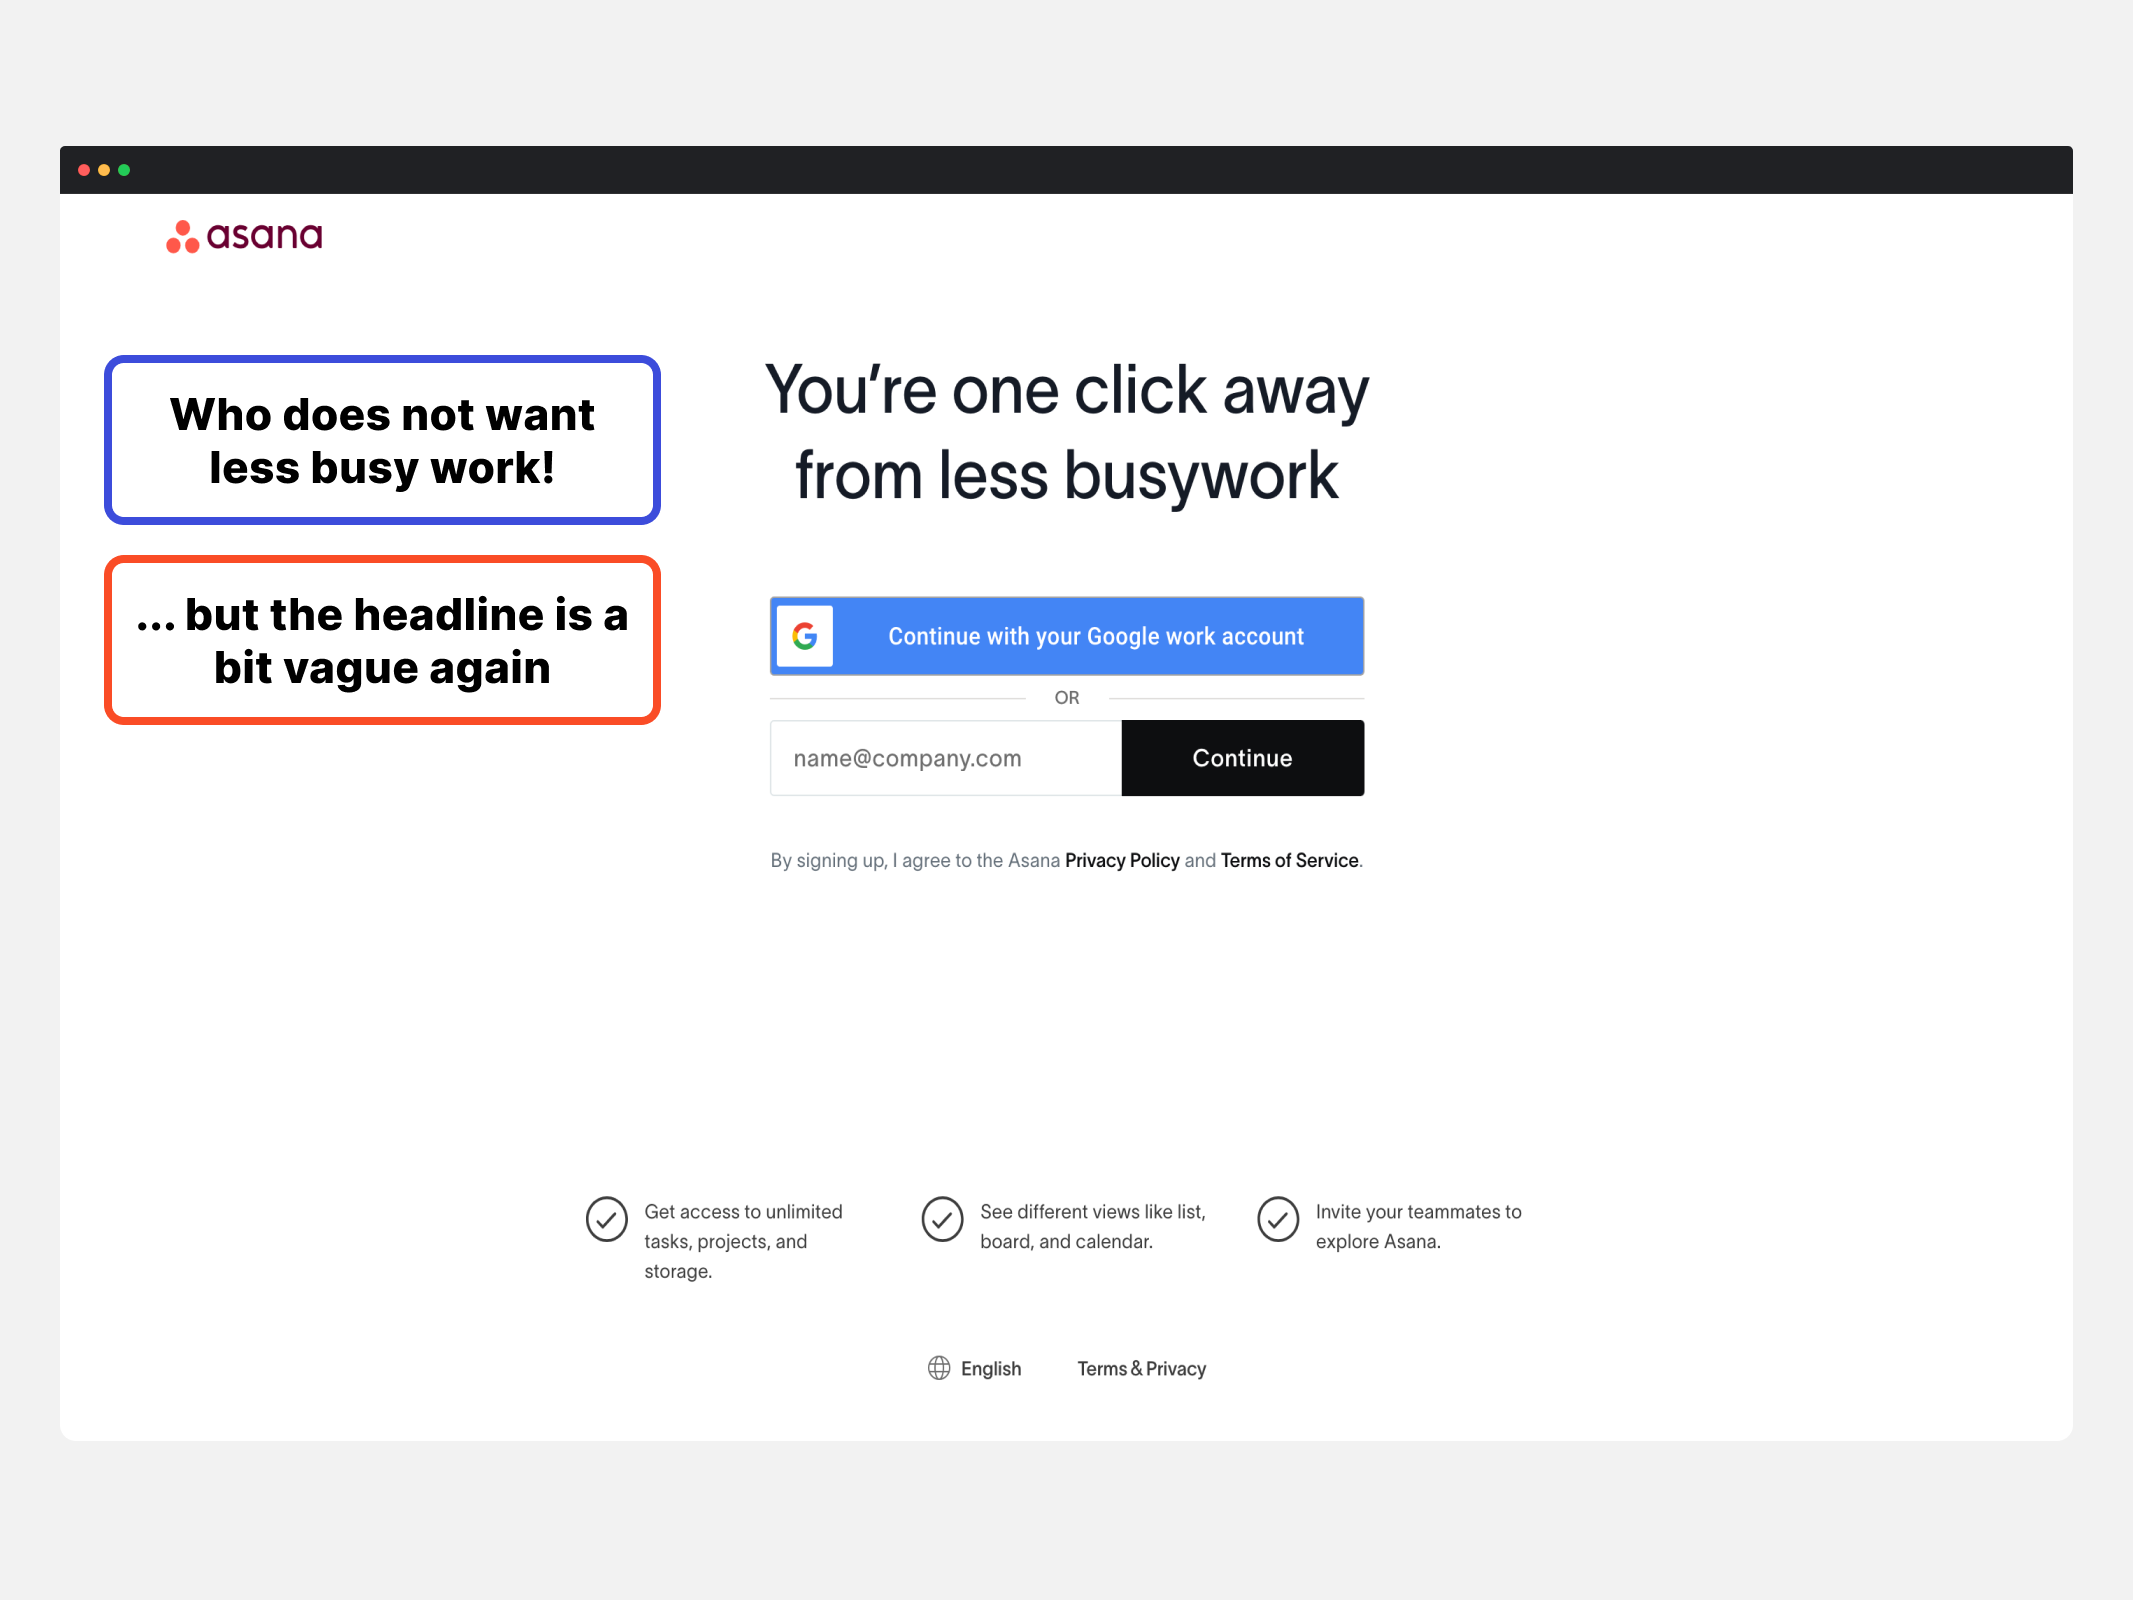 asana
Who does not want
less busy work!
... but the headline is a
bit vague again
You're one click away
from less busywork
G
Continue with your Google work account
OR
name@company.com
Continue
By signing up, I agree to the Asana Privacy Policy and Terms of Service.
Get access to unlimited
tasks, projects, and
storage.
See different views like list,
board, and calendar.
Invite your teammates to
explore Asana.
English
Terms & Privacy